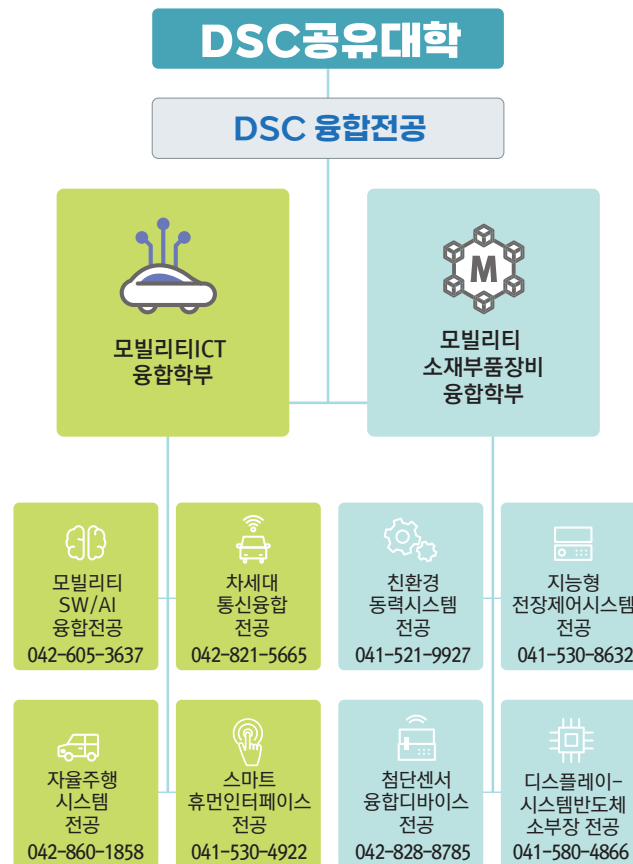 DSC공유대학
DSC 융합전공
모빌리티ICT
융합학부
M
모빌리티
소재부품장비
융합학부
모빌리티
SW/AI
융합전공
042-605-3637
차세대
통신융합
전공
042-821-5665
친환경
동력시스템
전공
041-521-9927
지능형
전장제어시스템
전공
041-530-8632
자율주행
시스템
전공
042-860-1858
스마트
휴먼인터페이스
전공
041-530-4922
첨단센서
융합디바이스
전공
042-828-8785
디스플레이-
시스템반도체
소부장 전공
041-580-4866